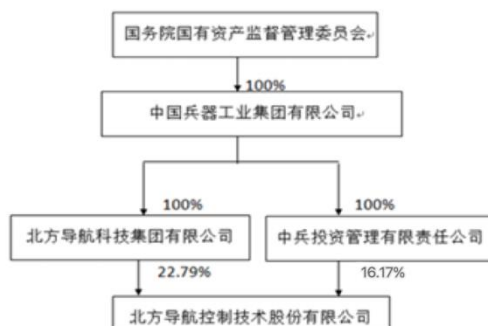 国务院国有资产监督管理委员会
100%
中国兵器工业集团有限公司
100%
100%
北方导航科技集团有限公司
中兵投资管理有限责任公司
22.79%
16.17%
北方导航控制技术股份有限公司